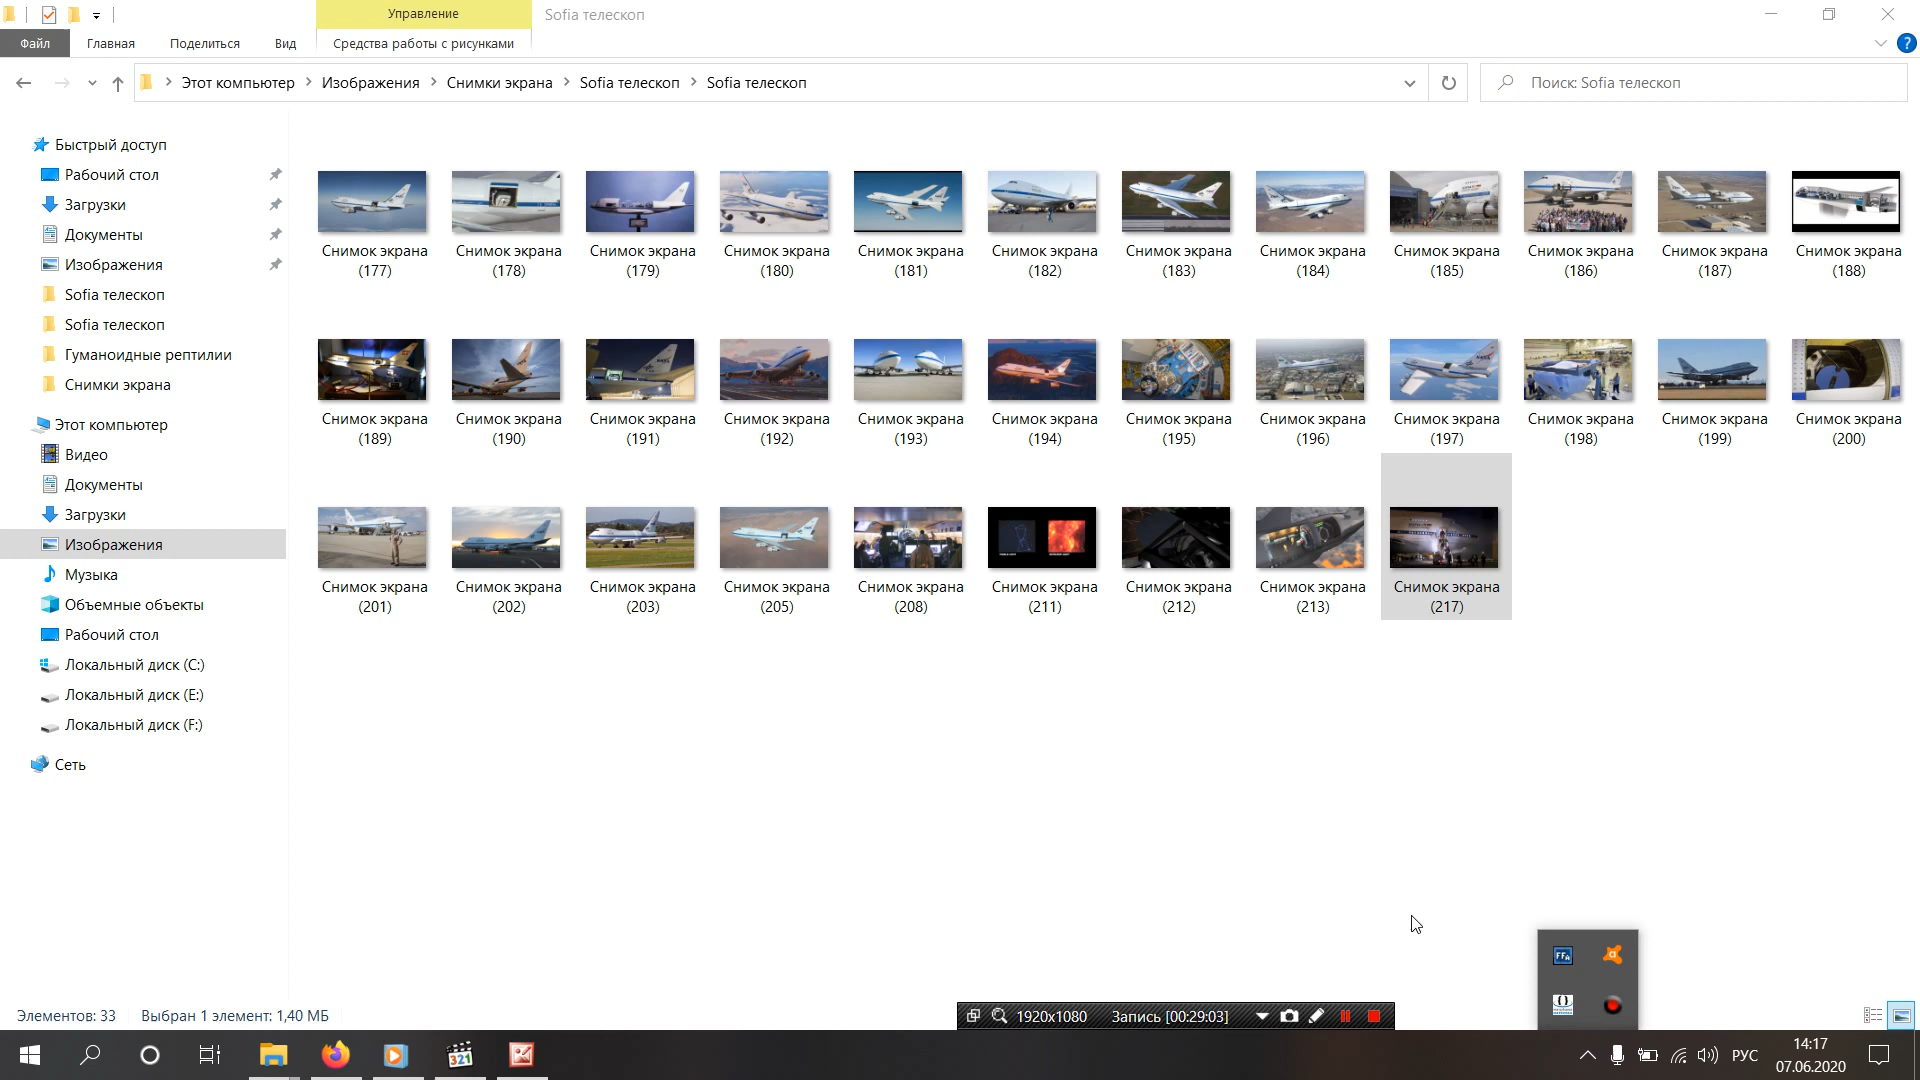 Управление
Sofia телескоп
Файл
Главная
Поделиться
Вид
Средства работы с рисунками
Этот компьютер
Изображения
Снимки экрана
Sofia телескоп
Sofia телескоп
Поиск: Sofia телескоп
Быстрый доступ
Рабочий стол
Загрузки
Документы
Изображения
Sofia телескоп
Sofia телескоп
Гуманоидные рептилии
Снимки экрана
Этот компьютер
Видео
Документы
Загрузки
Изображения
Музыка
Объемные объекты
Рабочий стол
Локальный диск (C:)
Локальный диск (E:)
Локальный диск (F:)
Сеть
Снимок экрана
(177)
Снимок экрана
(178)
Снимок экрана
(179)
Снимок экрана
(180)
Снимок экрана
(181)
Снимок экрана
(182)
Снимок экрана
(183)
Снимок экрана
(184)
Снимок экрана
(185)
Снимок экрана
(186)
Снимок экрана
(187)
Снимок экрана
(188)
Снимок экрана
(189)
Снимок экрана
(190)
Снимок экрана
(191)
Снимок экрана
(192)
Снимок экрана
(193)
Снимок экрана
(194)
Снимок экрана
(195)
Снимок экрана
(196)
Снимок экрана
(197)
Снимок экрана
(198)
Снимок экрана
(199)
Снимок экрана
(200)
Снимок экрана
(201)
Снимок экрана
(202)
Снимок экрана
(203)
Снимок экрана
(205)
Снимок экрана
(208)
Снимок экрана
(211)
Снимок экрана
(212)
Снимок экрана
(213)
Снимок экрана
(217)
FFA
Элементов: 33
Выбран 1 элемент: 1,40 МБ
1920x1080
Запись [00:29:03]
321
РУС
14:17
07.06.2020